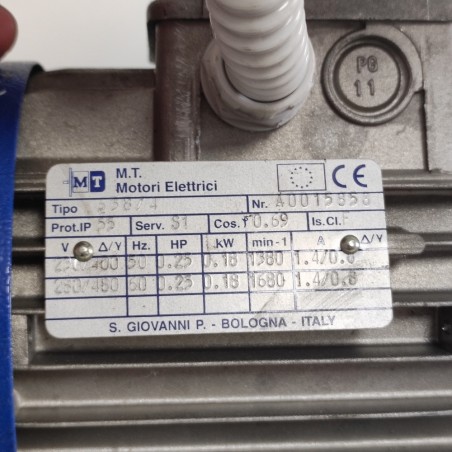 PG
11
MT
M.T.
Motori Elettrici
CE
Tipo Nr. A0015858
Prot.IP 55 Serv. S1 Cos.f 0.69 Is.Cl.F
V Δ/Y Hz. HP kW min-1 A Δ/Y
230/400 50 0.25 0.18 1380 1.4/0.8
280/480 60 0.25 0.18 1680 1.4/0.8
S. GIOVANNI P. - BOLOGNA - ITALY